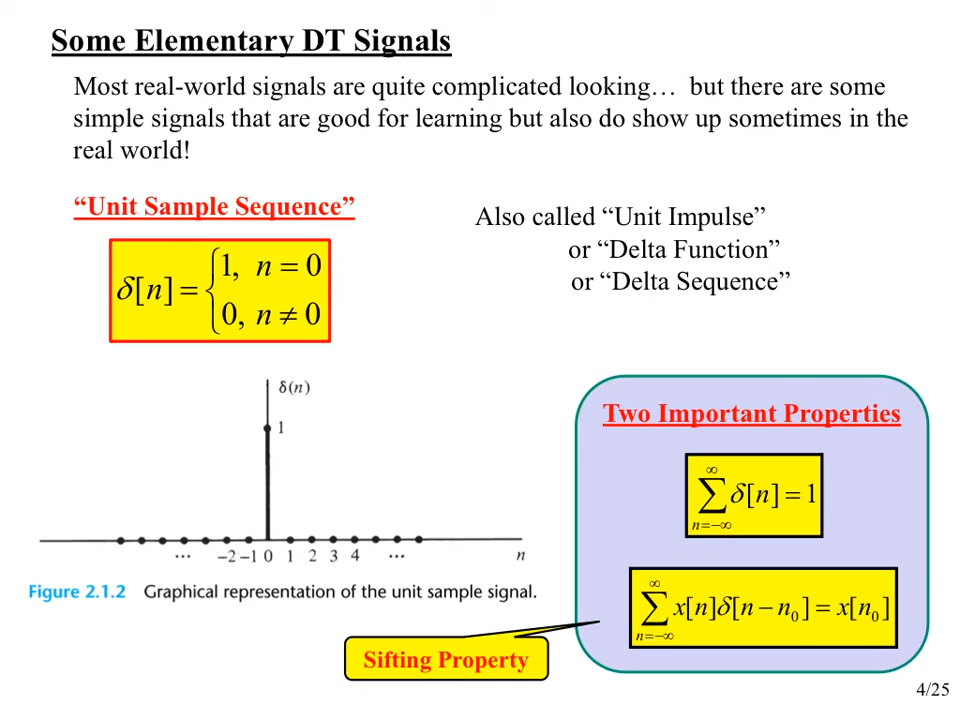 Some Elementary DT Signals
Most real-world signals are quite complicated looking… but there are some
simple signals that are good for learning but also do show up sometimes in the
real world!
“Unit Sample Sequence”
δ[n] = {1, n = 0
0, n ≠ 0
Also called “Unit Impulse”
or “Delta Function”
or “Delta Sequence”
δ(n)
1
… −2 −1 0 1 2 3 4 … n
Figure 2.1.2 Graphical representation of the unit sample signal.
Two Important Properties
∞
∑ δ[n] = 1
n=−∞
∞
∑ x[n]δ[n − n₀] = x[n₀]
n=−∞
Sifting Property
4/25